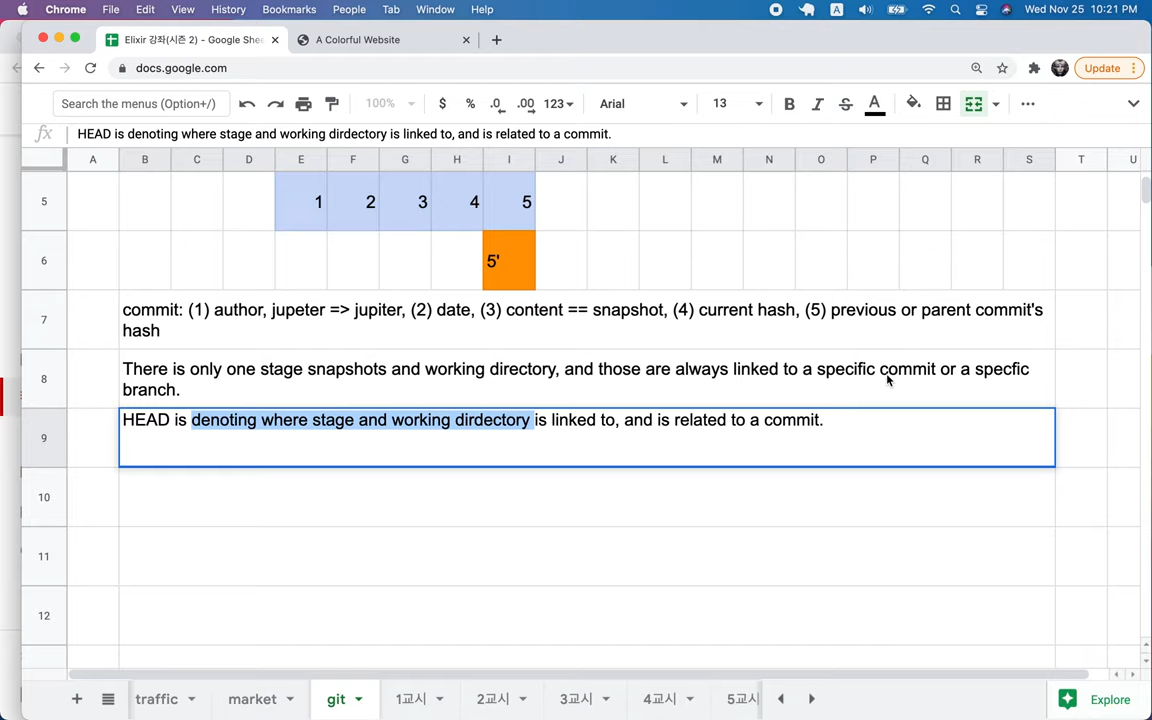 Chrome File Edit View History Bookmarks People Tab Window Help A Wed Nov 25 10:21 PM
Elixir 강좌(시즌 2) - Google She A Colorful Website
docs.google.com Update
Search the menus (Option+/) 100% $ % .0 .00 123 Arial 13 B I S A
fx HEAD is denoting where stage and working dirdectory is linked to, and is related to a commit.
A B C D E F G H I J K L M N O P Q R S T U
5 1 2 3 4 5
6 5'
7 commit: (1) author, jupeter => jupiter, (2) date, (3) content == snapshot, (4) current hash, (5) previous or parent commit's
hash
8 There is only one stage snapshots and working directory, and those are always linked to a specific commit or a specfic
branch.
9 HEAD is denoting where stage and working dirdectory is linked to, and is related to a commit.
10
11
12
traffic market git 1교시 2교시 3교시 4교시 5교시 Explore